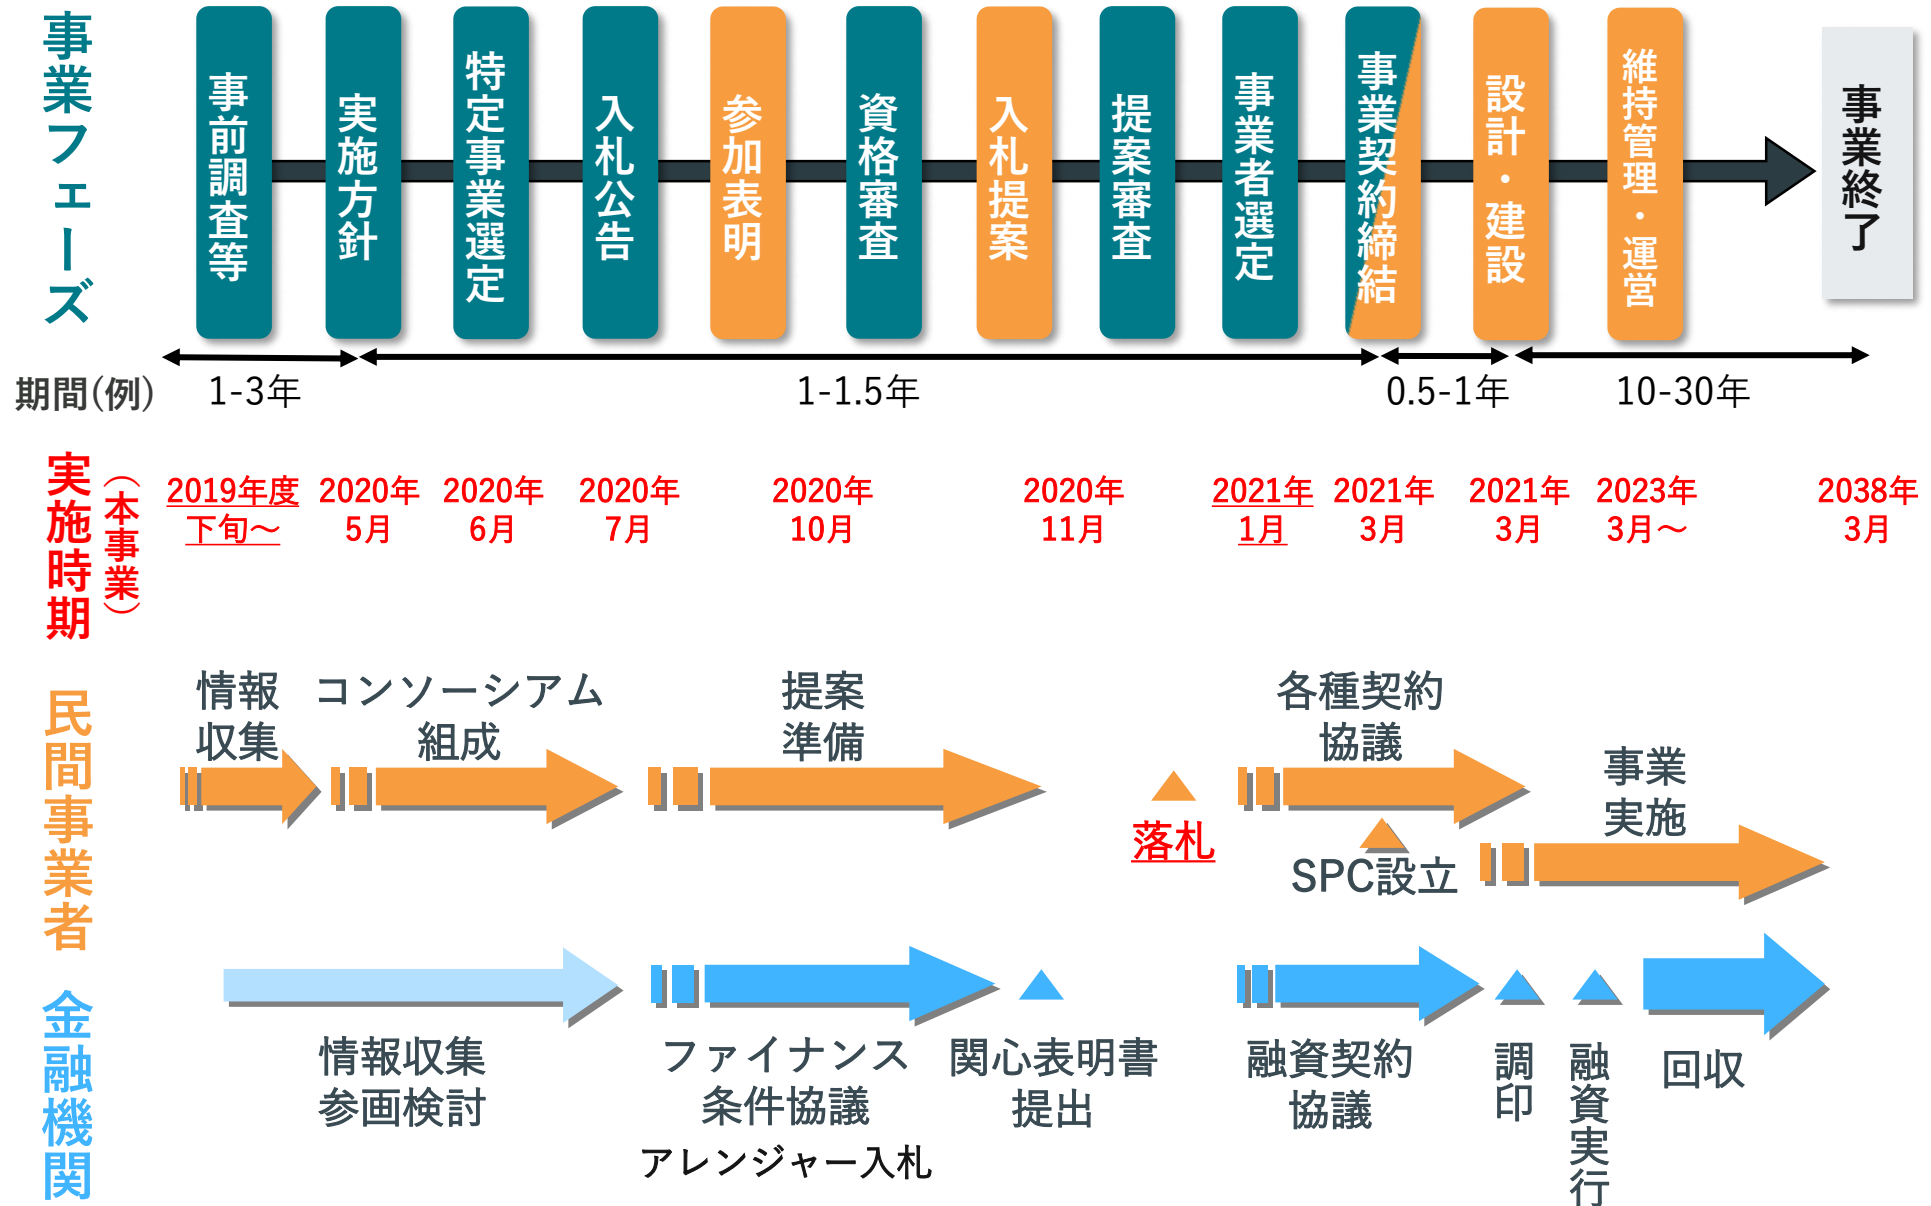 事業フェーズ
事前調査等
実施方針
特定事業選定
入札公告
参加表明
資格審査
入札提案
提案審査
事業者選定
事業契約締結
設計・建設
維持管理・運営
事業終了
期間(例)
1-3年
1-1.5年
0.5-1年
10-30年
実施時期
（本事業）
2019年度
下旬～
2020年
5月
2020年
6月
2020年
7月
2020年
10月
2020年
11月
2021年
1月
2021年
3月
2021年
3月
2023年
3月～
2038年
3月
民間事業者
情報
収集
コンソーシアム
組成
提案
準備
落札
各種契約
協議
SPC設立
事業
実施
金融機関
情報収集
参画検討
ファイナンス
条件協議
アレンジャー入札
関心表明書
提出
融資契約
協議
調印
融資実行
回収